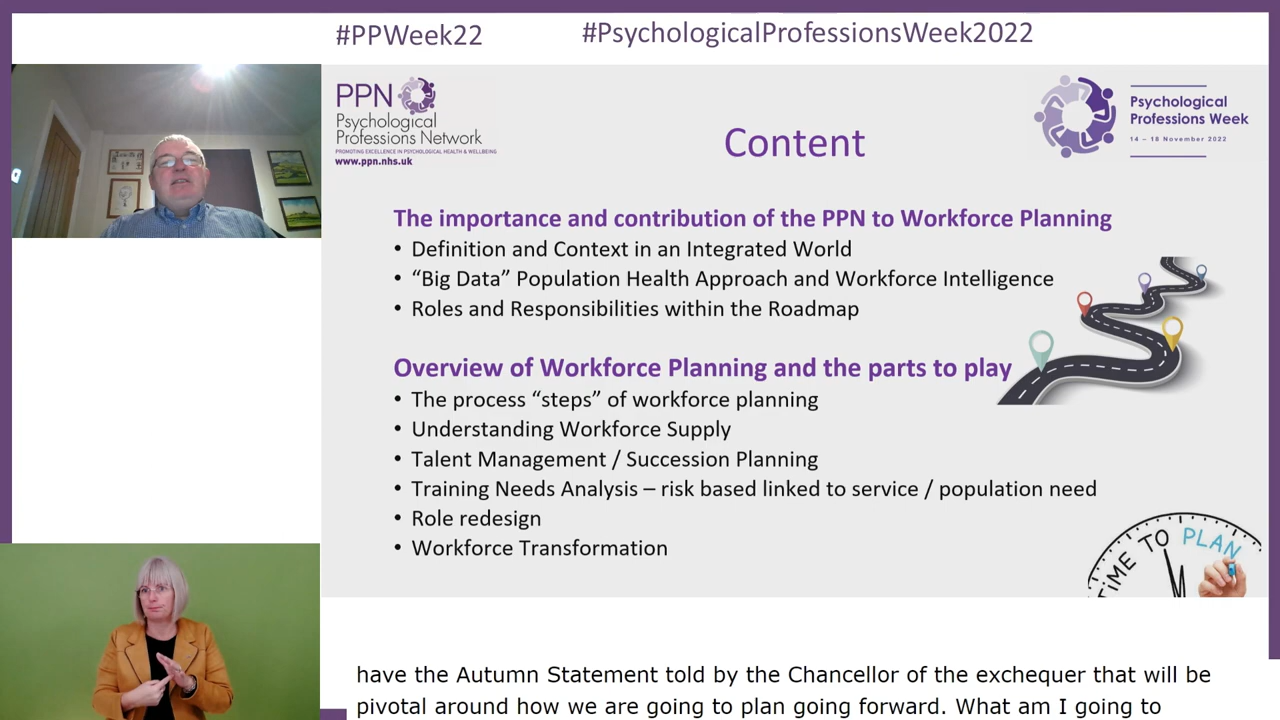 #PPWeek22
#PsychologicalProfessionsWeek2022
PPN
Psychological
Professions Network
PROMOTING EXCELLENCE IN PSYCHOLOGICAL HEALTH & WELLBEING
www.ppn.nhs.uk
Content
Psychological
Professions Week
14 – 18 November 2022
The importance and contribution of the PPN to Workforce Planning
• Definition and Context in an Integrated World
• “Big Data” Population Health Approach and Workforce Intelligence
• Roles and Responsibilities within the Roadmap
Overview of Workforce Planning and the parts to play
• The process “steps” of workforce planning
• Understanding Workforce Supply
• Talent Management / Succession Planning
• Training Needs Analysis – risk based linked to service / population need
• Role redesign
• Workforce Transformation
TIME TO PLAN
have the Autumn Statement told by the Chancellor of the exchequer that will be
pivotal around how we are going to plan going forward. What am I going to